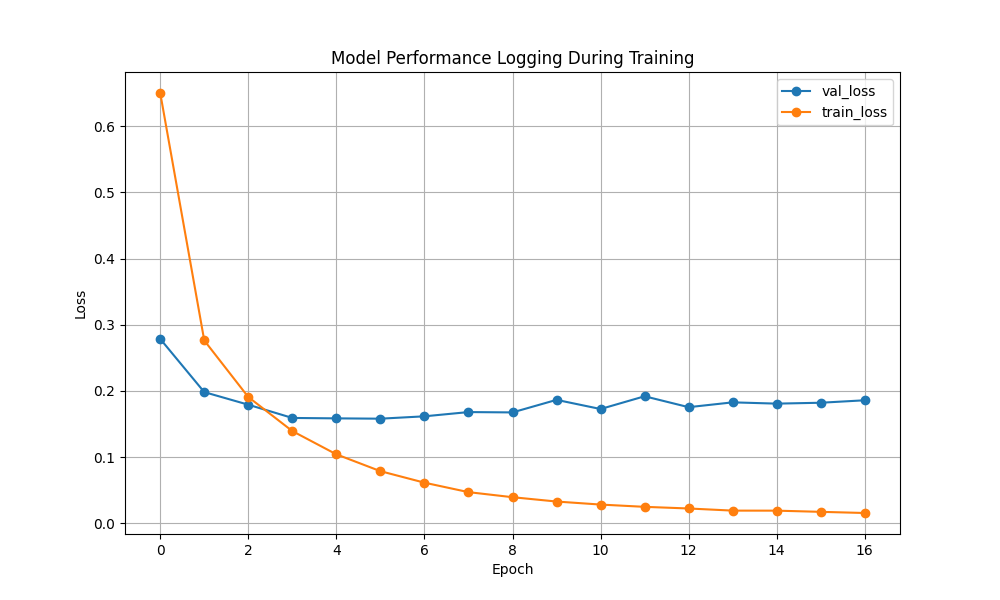 Model Performance Logging During Training
val_loss
train_loss
0.6
0.5
0.4
0.3
0.2
0.1
0.0
Loss
0 2 4 6 8 10 12 14 16
Epoch